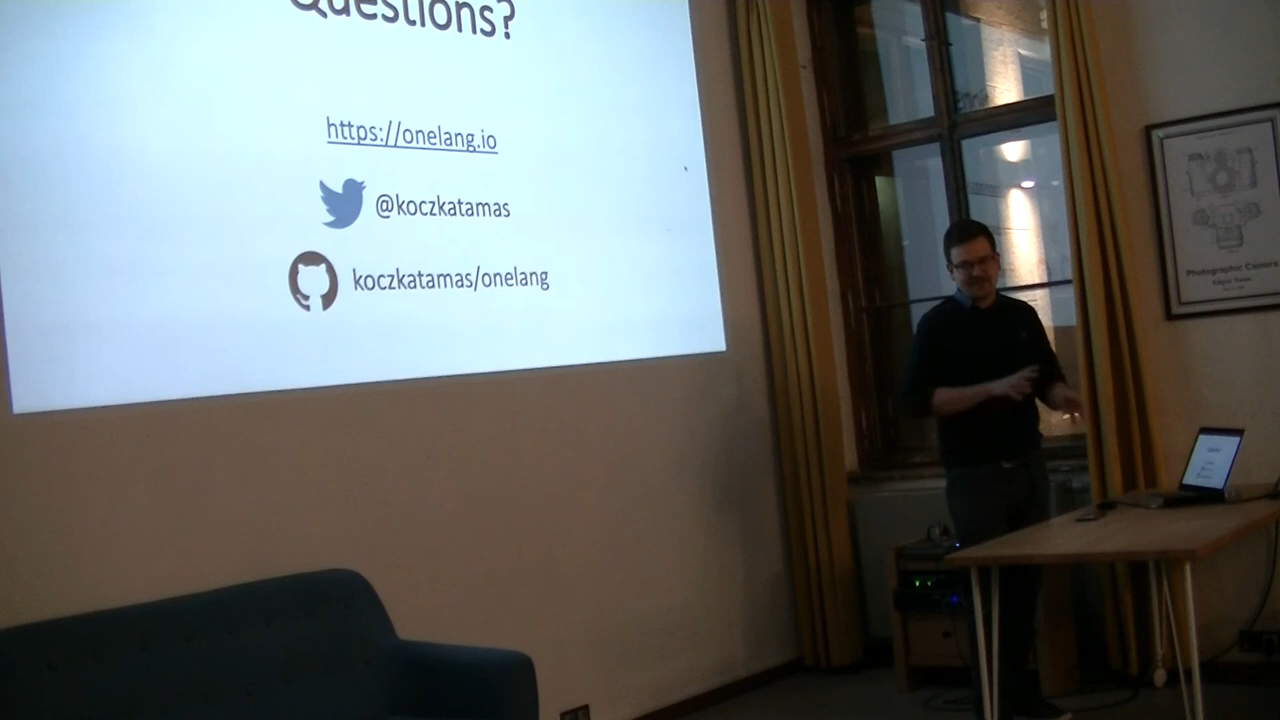 Questions?
https://onelang.io
@koczkatamas
koczkatamas/onelang
Photographic Camera